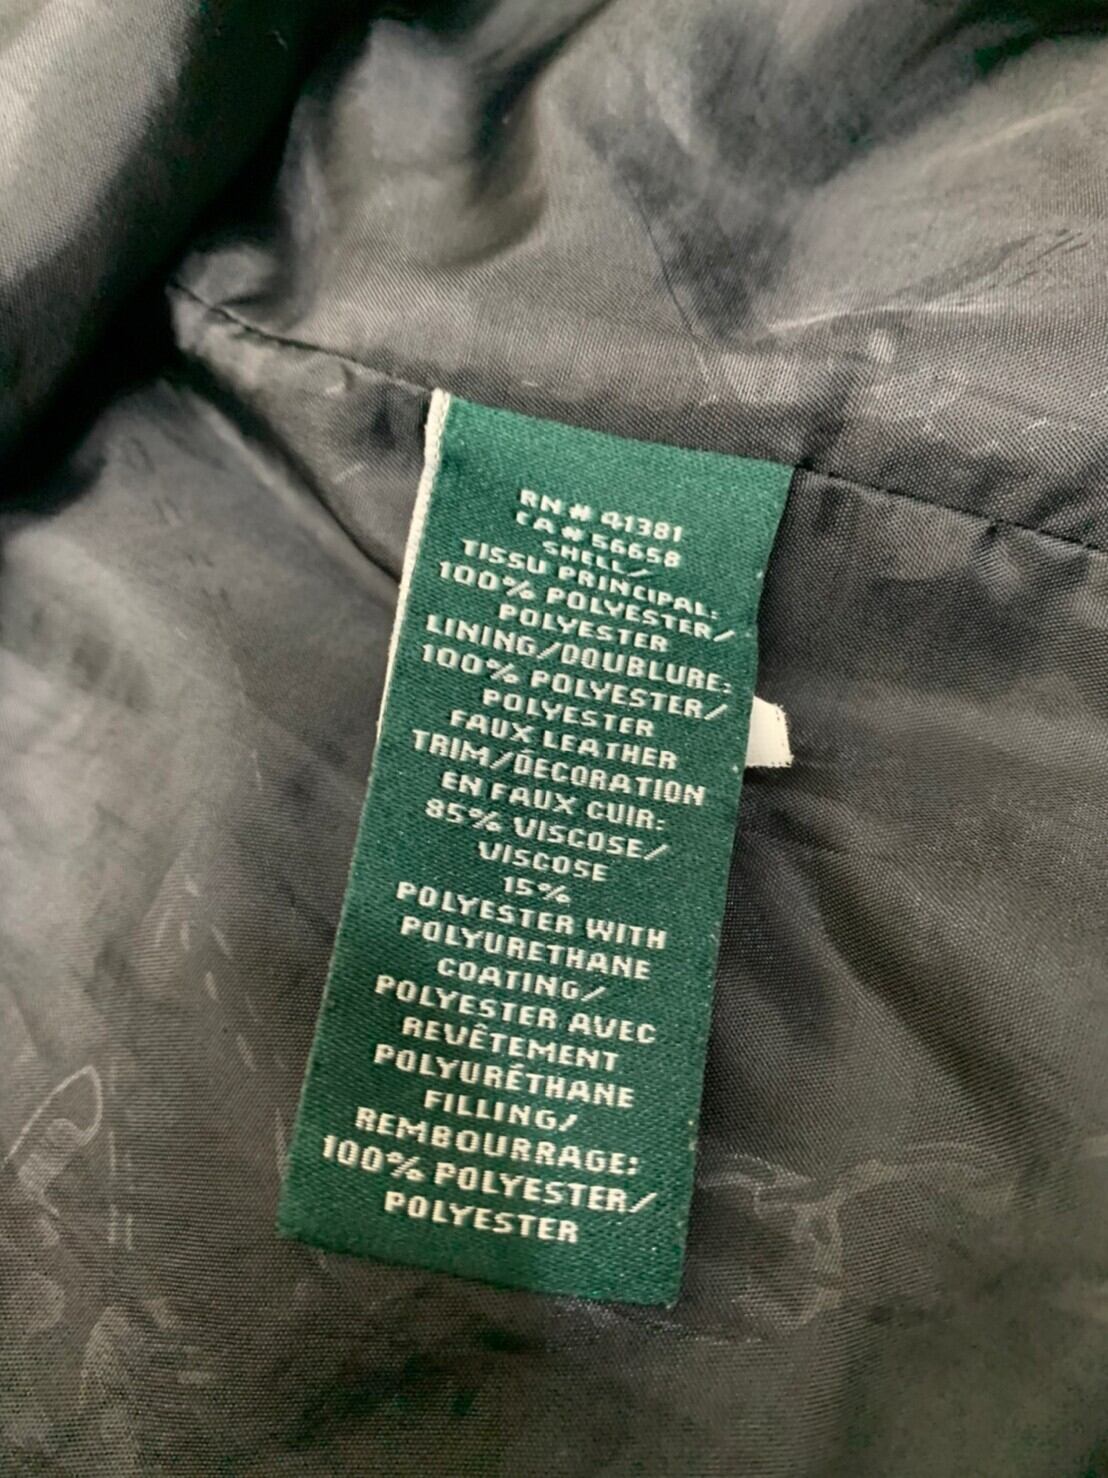 RN# 41381
CA # 56658
SHELL/
TISSU PRINCIPAL:
100% POLYESTER/
POLYESTER
LINING/DOUBLURE:
100% POLYESTER/
POLYESTER
FAUX LEATHER
TRIM/DÉCORATION
EN FAUX CUIR:
85% VISCOSE/
VISCOSE
15%
POLYESTER WITH
POLYURETHANE
COATING/
POLYESTER AVEC
REVÊTEMENT
POLYURÉTHANE
FILLING/
REMBOURRAGE:
100% POLYESTER/
POLYESTER